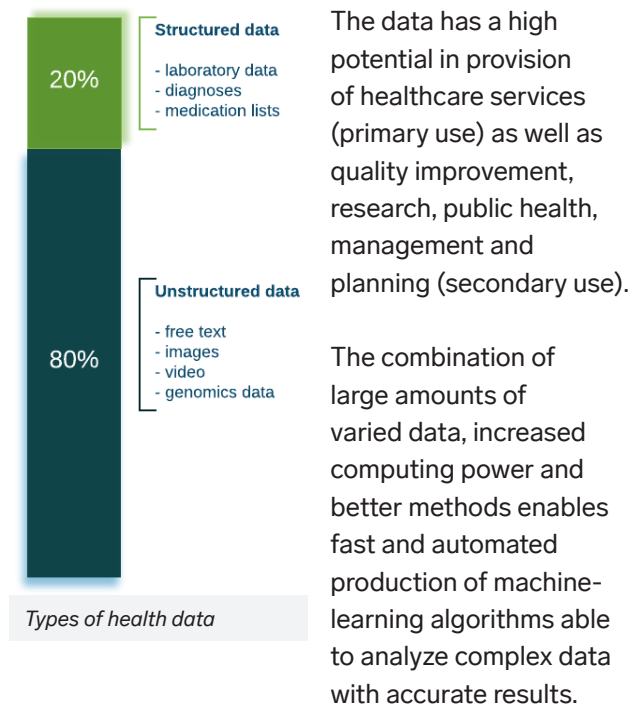 20%
Structured data
- laboratory data
- diagnoses
- medication lists
80%
Unstructured data
- free text
- images
- video
- genomics data
Types of health data
The data has a high
potential in provision
of healthcare services
(primary use) as well as
quality improvement,
research, public health,
management and
planning (secondary use).
The combination of
large amounts of
varied data, increased
computing power and
better methods enables
fast and automated
production of machine-
learning algorithms able
to analyze complex data
with accurate results.